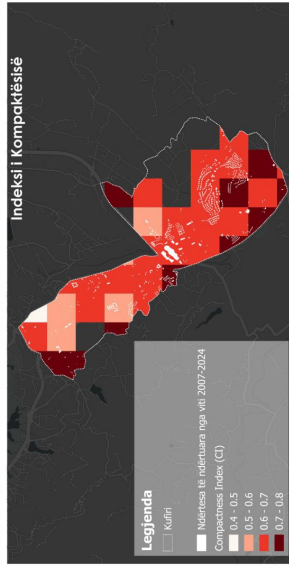 Indeksi i Kompaktësisë
Legjenda
Kufiri
Ndërtesa të ndërtuara nga viti 2007-2024
Compactness Index (CI)
0.4 - 0.5
0.5 - 0.6
0.6 - 0.7
0.7 - 0.8